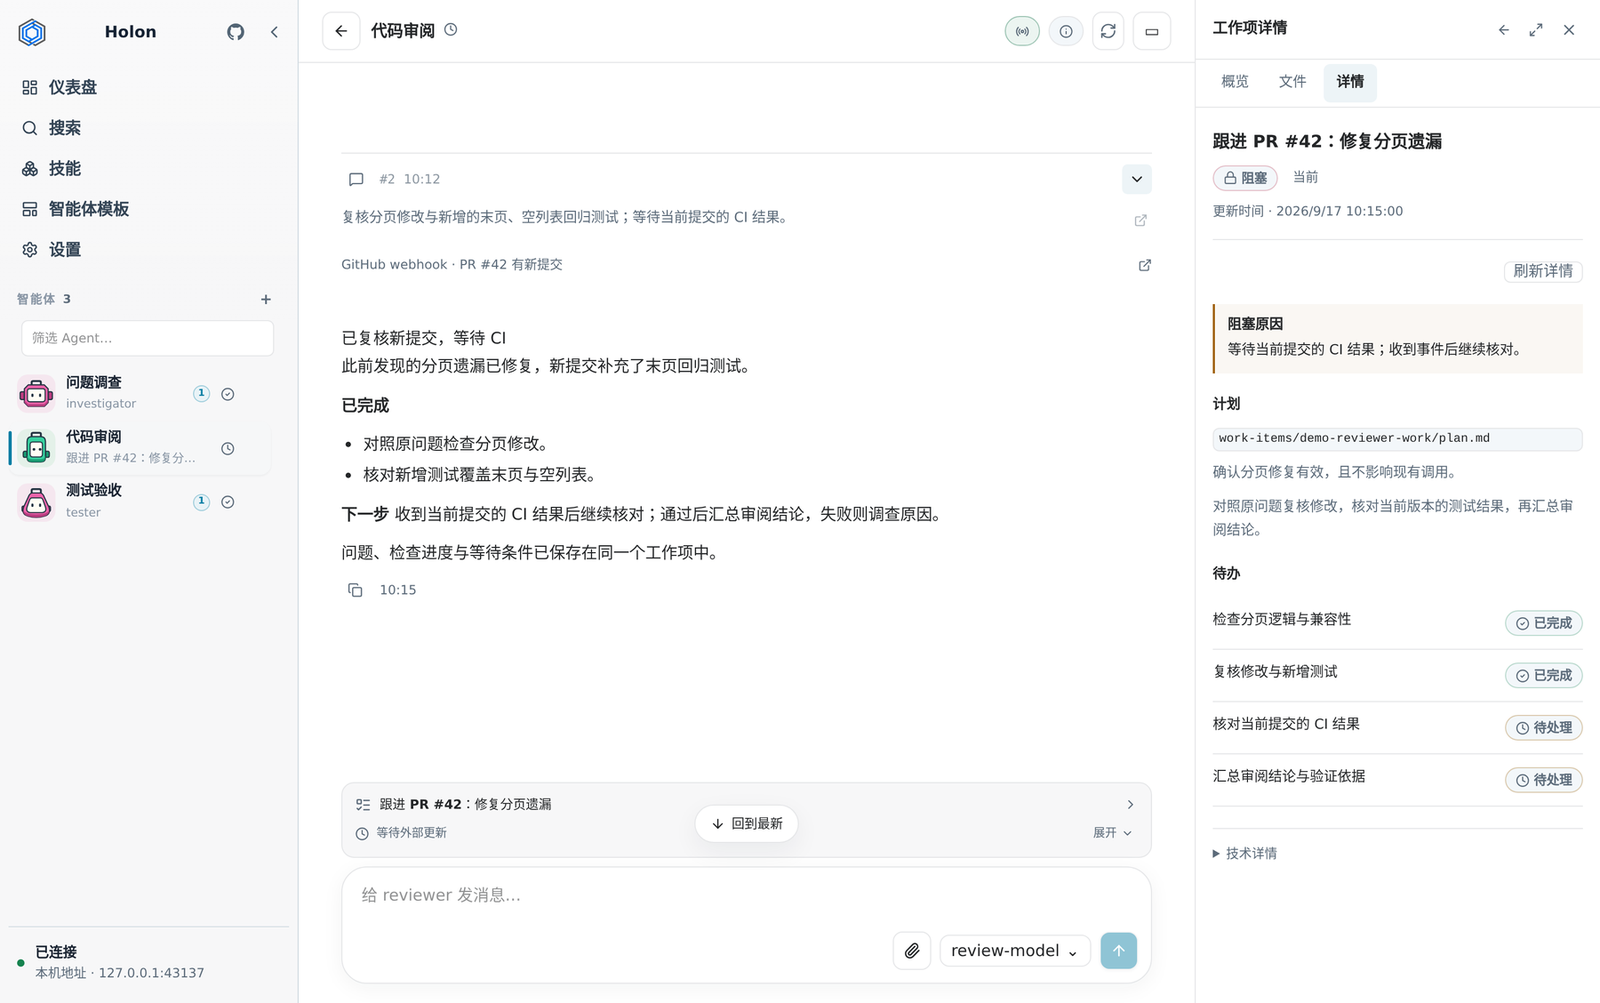 Holon
仪表盘
搜索
技能
智能体模板
设置
智能体 3
筛选 Agent...
问题调查
investigator
1
代码审阅
跟进 PR #42：修复分...
测试验收
tester
1
已连接
本机地址 · 127.0.0.1:43137
代码审阅
#2 10:12
复核分页修改与新增的末页、空列表回归测试；等待当前提交的 CI 结果。
GitHub webhook · PR #42 有新提交
已复核新提交，等待 CI
此前发现的分页遗漏已修复，新提交补充了末页回归测试。
已完成
• 对照原问题检查分页修改。
• 核对新增测试覆盖末页与空列表。
下一步 收到当前提交的 CI 结果后继续核对；通过后汇总审阅结论，失败则调查原因。
问题、检查进度与等待条件已保存在同一个工作项中。
10:15
跟进 PR #42：修复分页遗漏
等待外部更新
展开
回到最新
给 reviewer 发消息...
review-model
工作项详情
概览
文件
详情
跟进 PR #42：修复分页遗漏
阻塞
当前
更新时间 · 2026/9/17 10:15:00
刷新详情
阻塞原因
等待当前提交的 CI 结果；收到事件后继续核对。
计划
work-items/demo-reviewer-work/plan.md
确认分页修复有效，且不影响现有调用。
对照原问题复核修改，核对当前版本的测试结果，再汇总审
阅结论。
待办
检查分页逻辑与兼容性
已完成
复核修改与新增测试
已完成
核对当前提交的 CI 结果
待处理
汇总审阅结论与验证依据
待处理
技术详情